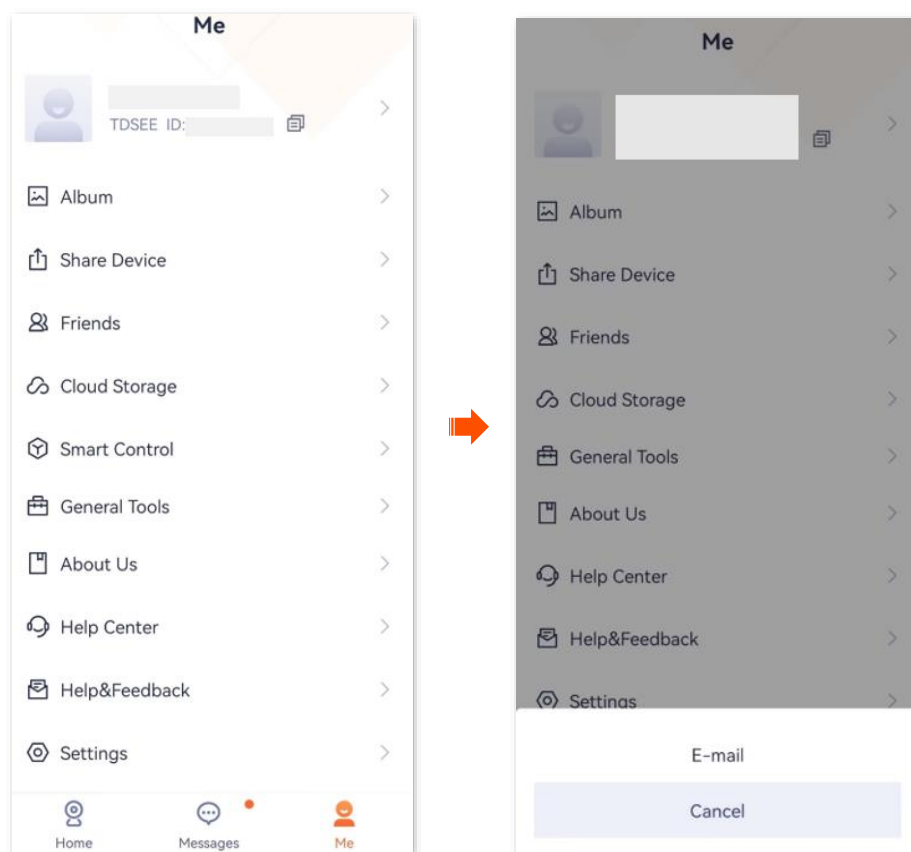 Me
TDSEE ID:
Album
Share Device
Friends
Cloud Storage
Smart Control
General Tools
About Us
Help Center
Help&Feedback
Settings
Home
Messages
Me
Me
Album
Share Device
Friends
Cloud Storage
General Tools
About Us
Help Center
Help&Feedback
Settings
E-mail
Cancel